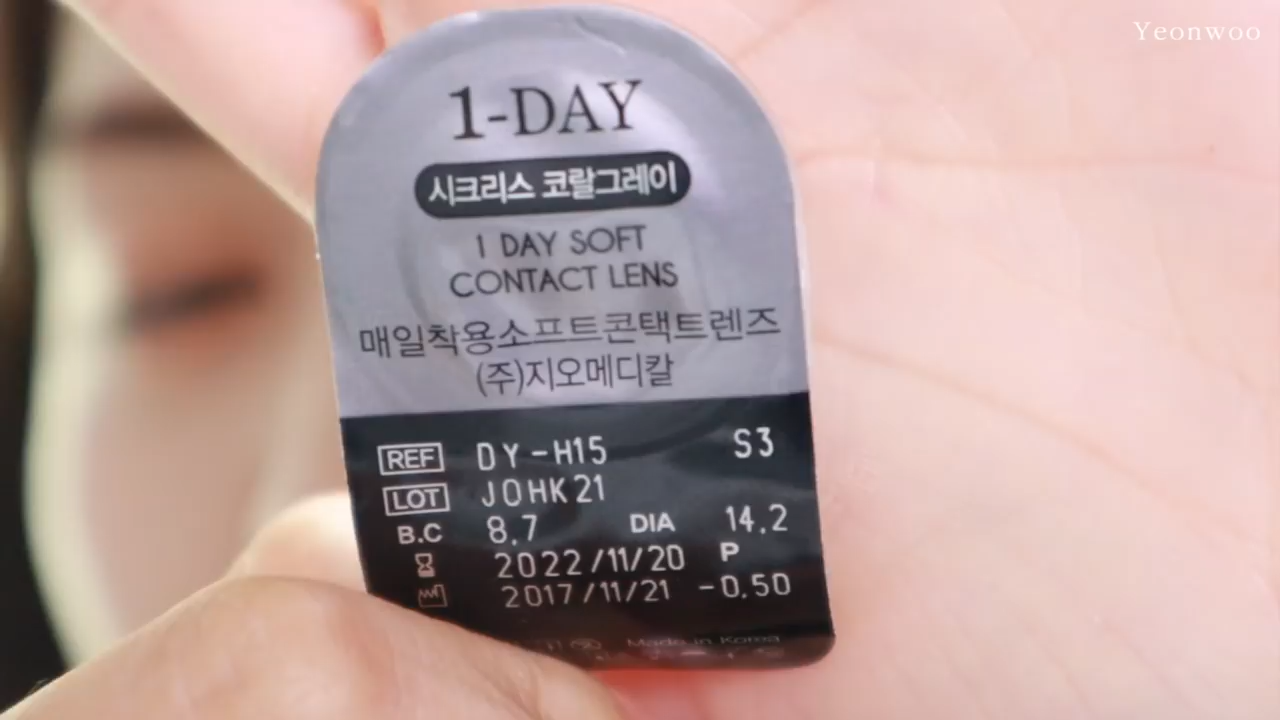 Yeonwoo
1-DAY
시크리스 코랄그레이
1 DAY SOFT
CONTACT LENS
매일착용소프트콘택트렌즈
(주)지오메디칼
REF DY-H15 S3
LOT JOHK21
B.C 8.7 DIA 14.2
2022/11/20 P
2017/11/21 -0.50
Made in Korea